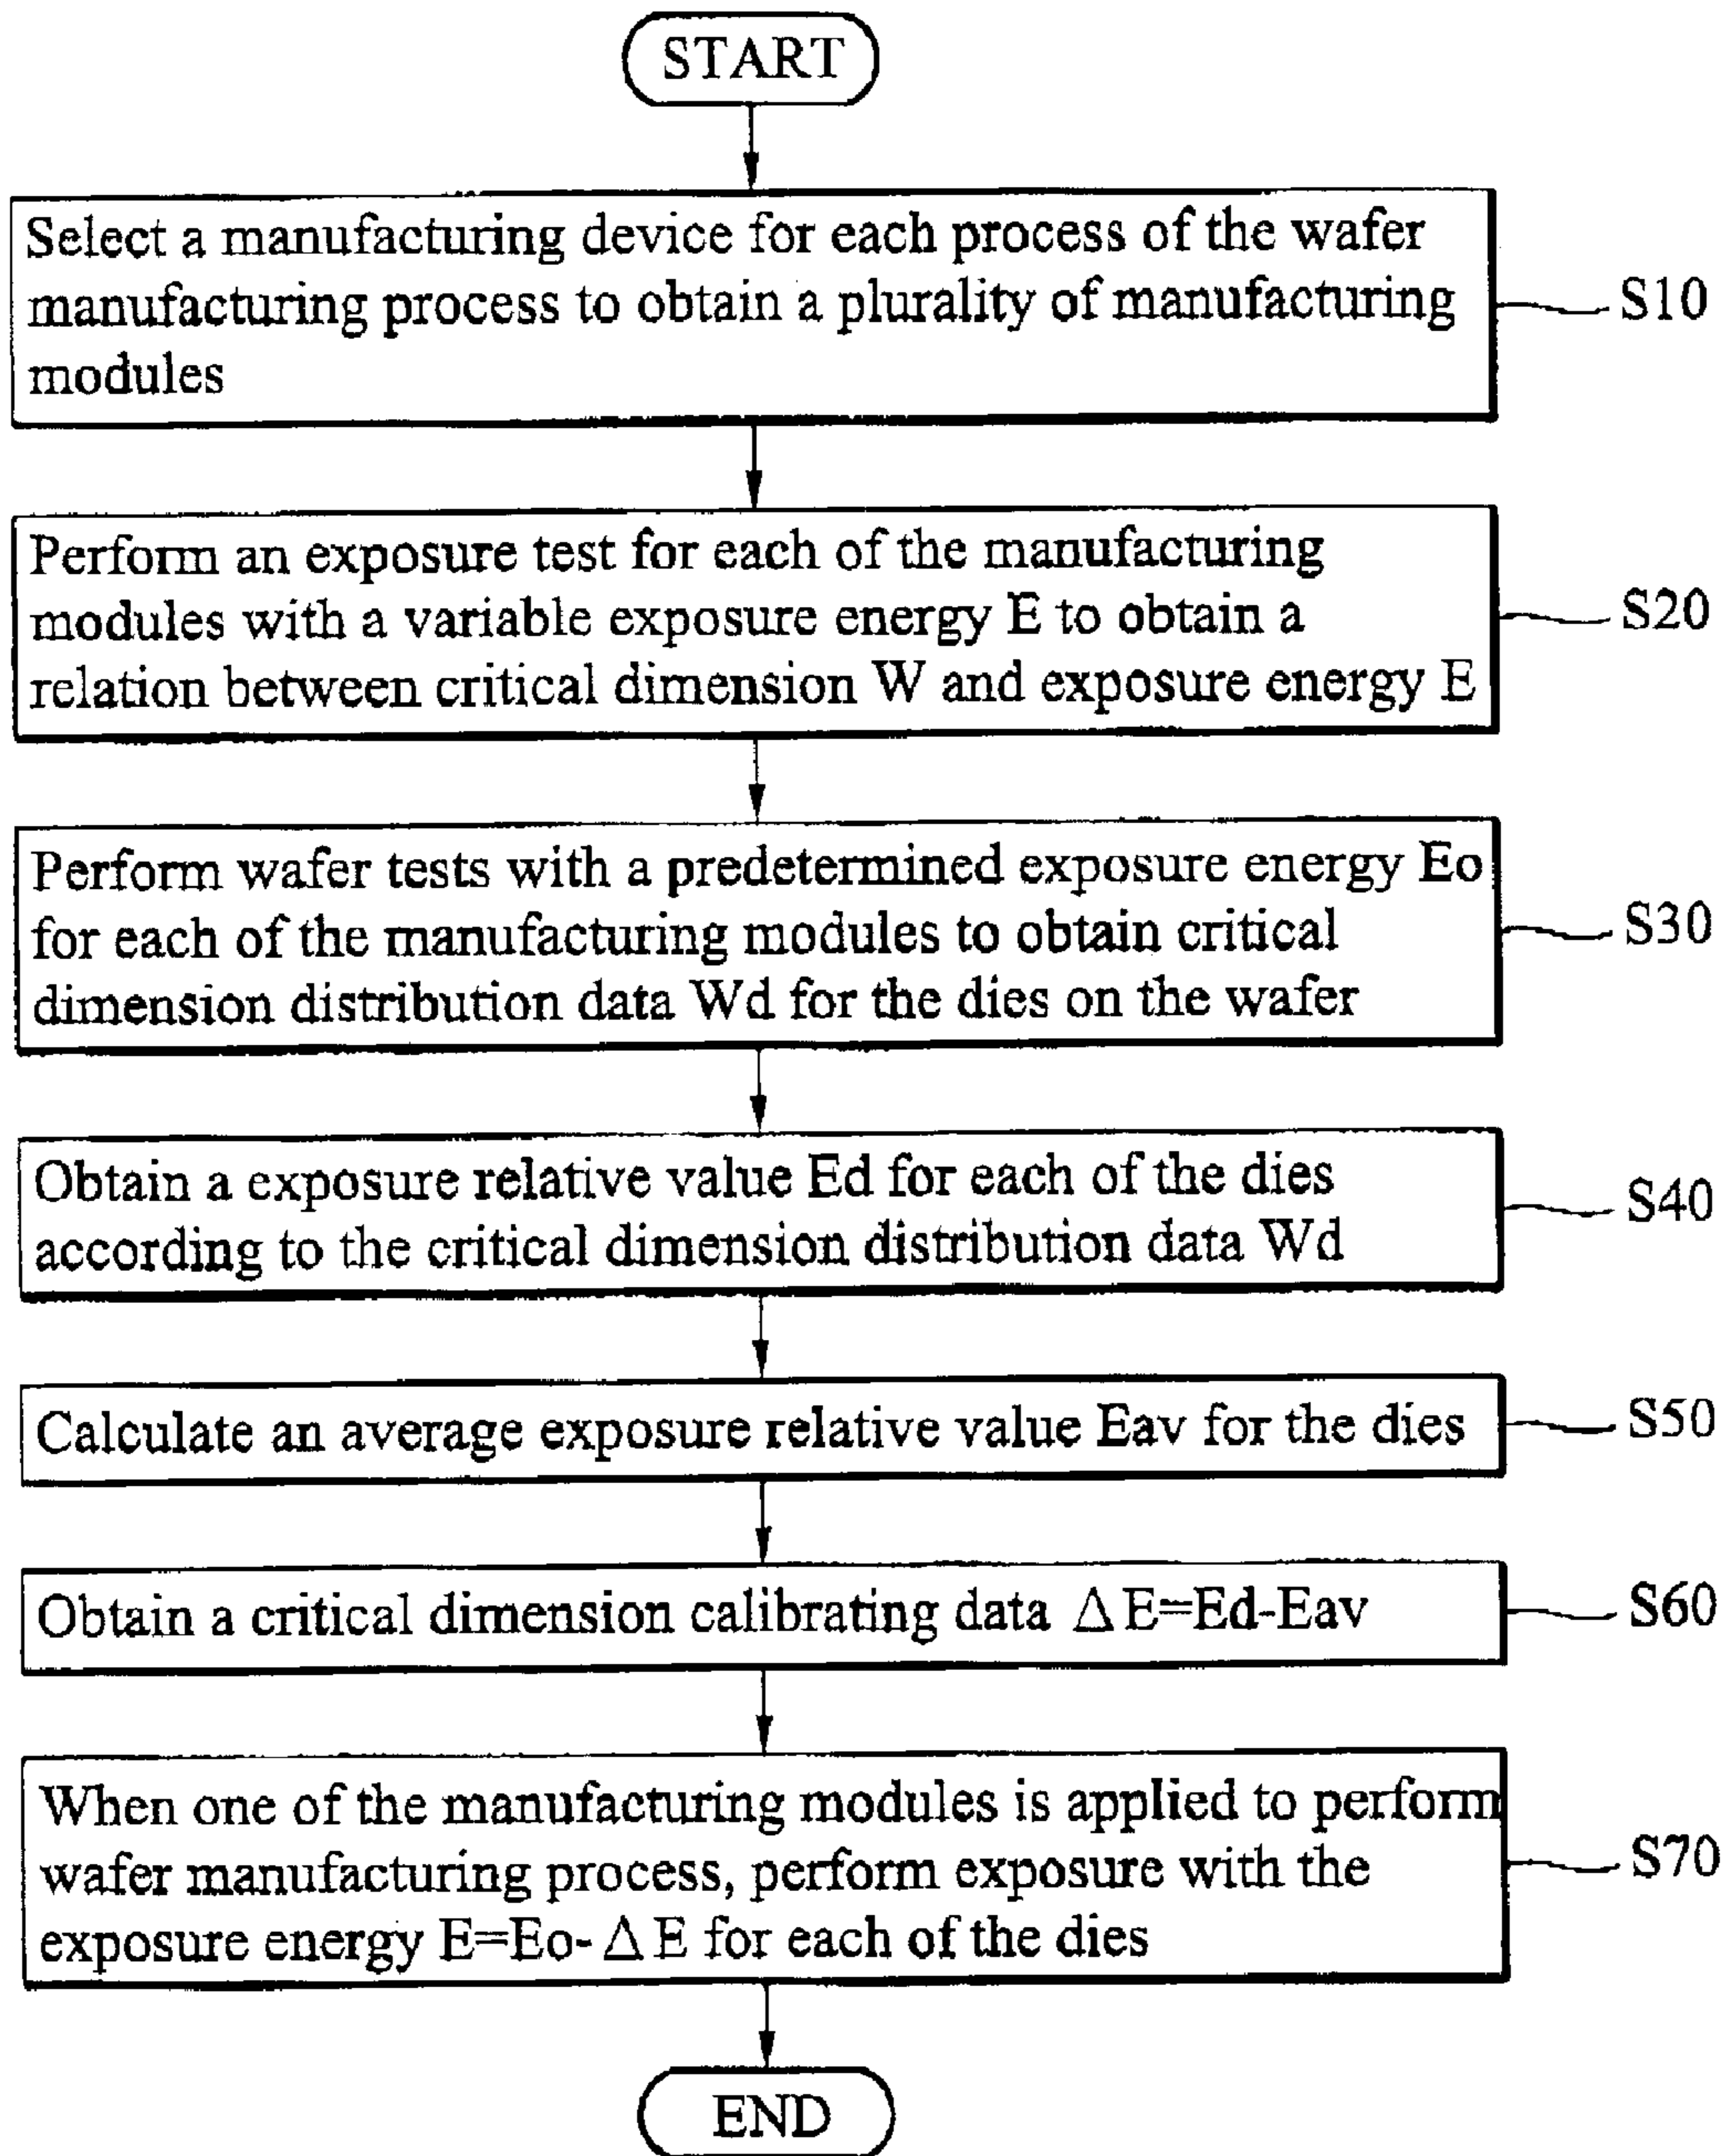 START
Select a manufacturing device for each process of the wafer
manufacturing process to obtain a plurality of manufacturing
modules
S10
Perform an exposure test for each of the manufacturing
modules with a variable exposure energy E to obtain a
relation between critical dimension W and exposure energy E
S20
Perform wafer tests with a predetermined exposure energy Eo
for each of the manufacturing modules to obtain critical
dimension distribution data Wd for the dies on the wafer
S30
Obtain a exposure relative value Ed for each of the dies
according to the critical dimension distribution data Wd
S40
Calculate an average exposure relative value Eav for the dies
S50
Obtain a critical dimension calibrating data ΔE=Ed-Eav
S60
When one of the manufacturing modules is applied to perform
wafer manufacturing process, perform exposure with the
exposure energy E=Eo-ΔE for each of the dies
S70
END